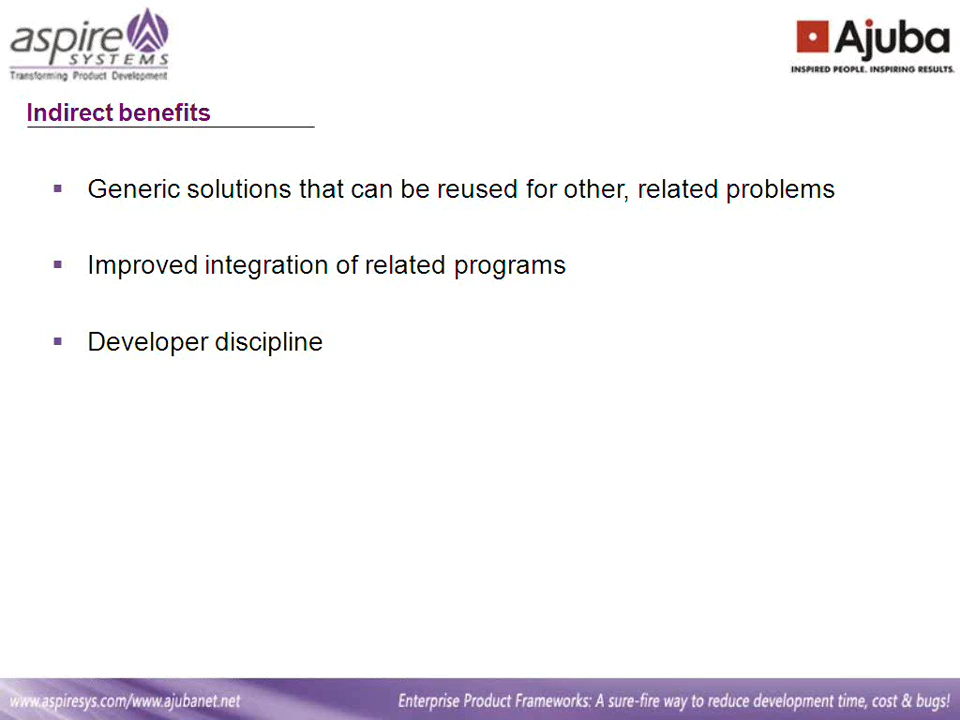 aspire
SYSTEMS
Transforming Product Development
Ajuba
INSPIRED PEOPLE. INSPIRING RESULTS.
Indirect benefits
Generic solutions that can be reused for other, related problems
Improved integration of related programs
Developer discipline
www.aspiresys.com/www.ajubanet.net
Enterprise Product Frameworks: A sure-fire way to reduce development time, cost & bugs!